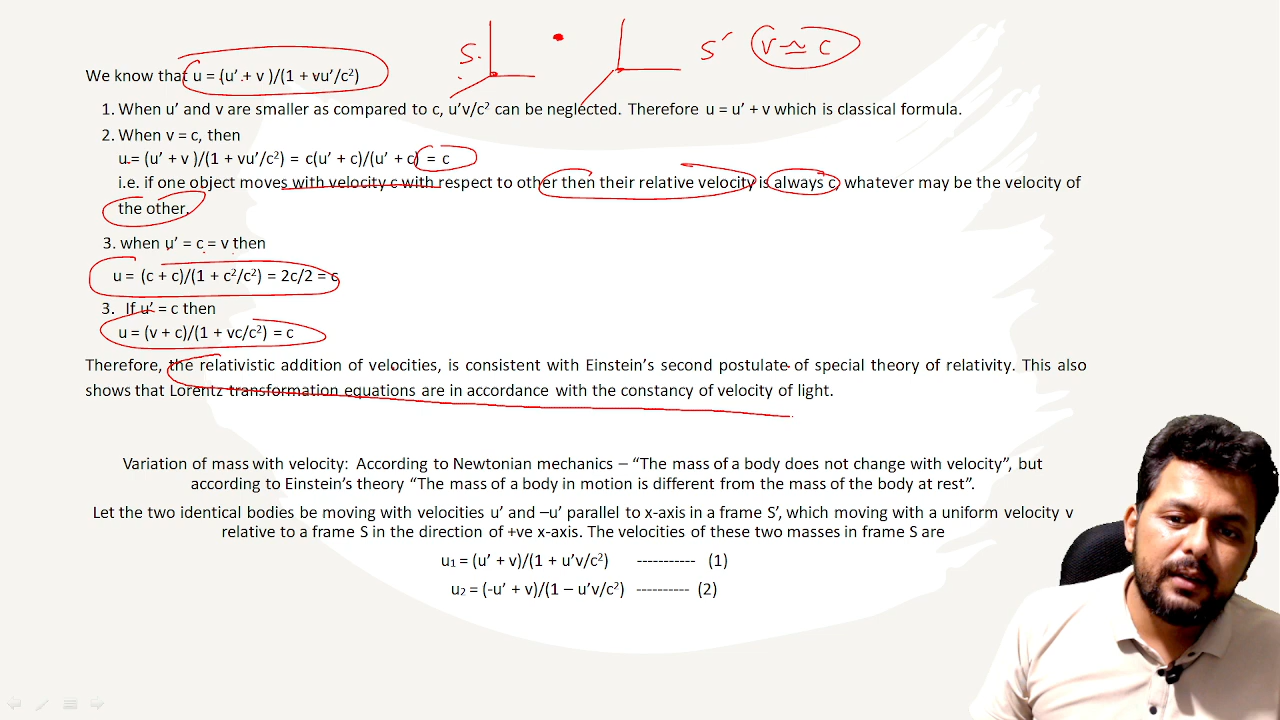 S. S′ v ≃ c
We know that u = (u’ + v )/(1 + vu’/c²)
1. When u’ and v are smaller as compared to c, u’v/c² can be neglected. Therefore u = u’ + v which is classical formula.
2. When v = c, then
u = (u’ + v )/(1 + vu’/c²) = c(u’ + c)/(u’ + c) = c
i.e. if one object moves with velocity c with respect to other then their relative velocity is always c, whatever may be the velocity of
the other.
3. when u’ = c = v then
u = (c + c)/(1 + c²/c²) = 2c/2 = c
3. If u’ = c then
u = (v + c)/(1 + vc/c²) = c
Therefore, the relativistic addition of velocities, is consistent with Einstein’s second postulate of special theory of relativity. This also
shows that Lorentz transformation equations are in accordance with the constancy of velocity of light.
Variation of mass with velocity: According to Newtonian mechanics – “The mass of a body does not change with velocity”, but
according to Einstein’s theory “The mass of a body in motion is different from the mass of the body at rest”.
Let the two identical bodies be moving with velocities u’ and –u’ parallel to x-axis in a frame S’, which moving with a uniform velocity v
relative to a frame S in the direction of +ve x-axis. The velocities of these two masses in frame S are
u₁ = (u’ + v)/(1 + u’v/c²) ----------- (1)
u₂ = (-u’ + v)/(1 – u’v/c²) ---------- (2)